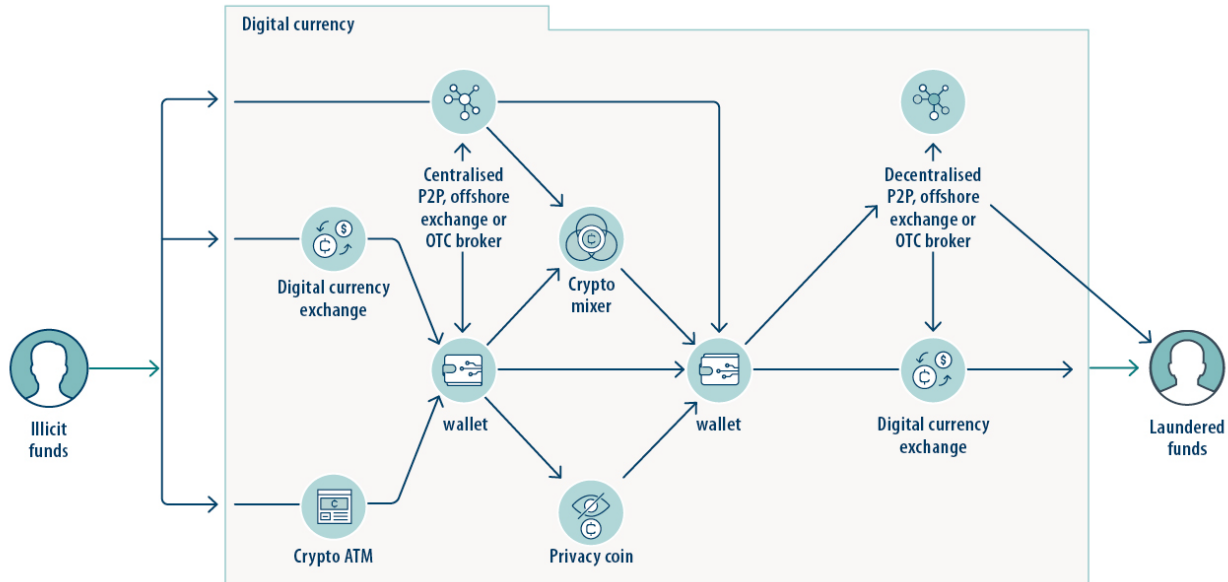 Digital currency
Centralised
P2P, offshore
exchange or
OTC broker
Decentralised
P2P, offshore
exchange or
OTC broker
Digital currency
exchange
Crypto
mixer
Illicit
funds
wallet
wallet
Digital currency
exchange
Laundered
funds
Crypto ATM
Privacy coin